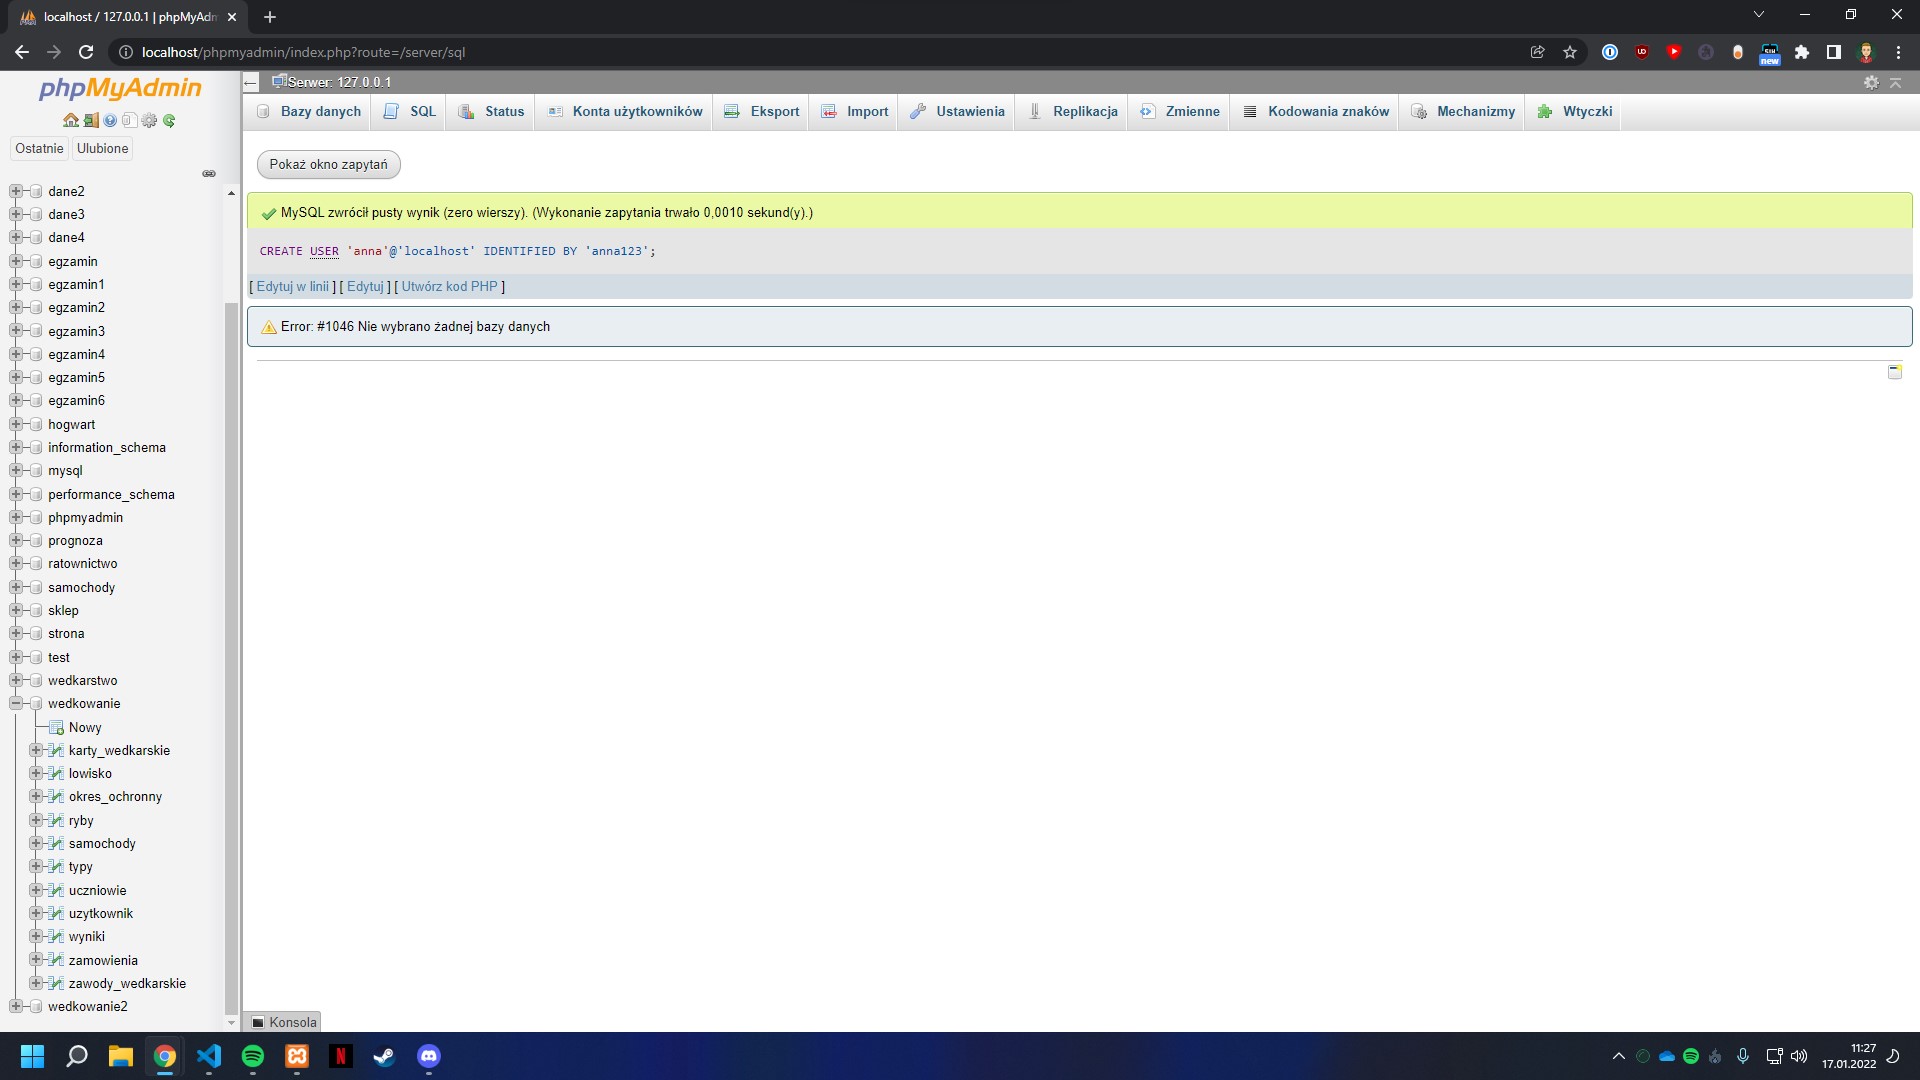 localhost / 127.0.0.1 | phpMyAdm
localhost/phpmyadmin/index.php?route=/server/sql
new
phpMyAdmin
Ostatnie Ulubione
dane2
dane3
dane4
egzamin
egzamin1
egzamin2
egzamin3
egzamin4
egzamin5
egzamin6
hogwart
information_schema
mysql
performance_schema
phpmyadmin
prognoza
ratownictwo
samochody
sklep
strona
test
wedkarstwo
wedkowanie
Nowy
karty_wedkarskie
lowisko
okres_ochronny
ryby
samochody
typy
uczniowie
uzytkownik
wyniki
zamowienia
zawody_wedkarskie
wedkowanie2
Serwer: 127.0.0.1
Bazy danych SQL Status Konta użytkowników Eksport Import Ustawienia Replikacja Zmienne Kodowania znaków Mechanizmy Wtyczki
Pokaż okno zapytań
MySQL zwrócił pusty wynik (zero wierszy). (Wykonanie zapytania trwało 0,0010 sekund(y).)
CREATE USER 'anna'@'localhost' IDENTIFIED BY 'anna123';
[ Edytuj w linii ] [ Edytuj ] [ Utwórz kod PHP ]
Error: #1046 Nie wybrano żadnej bazy danych
Konsola
11:27
17.01.2022